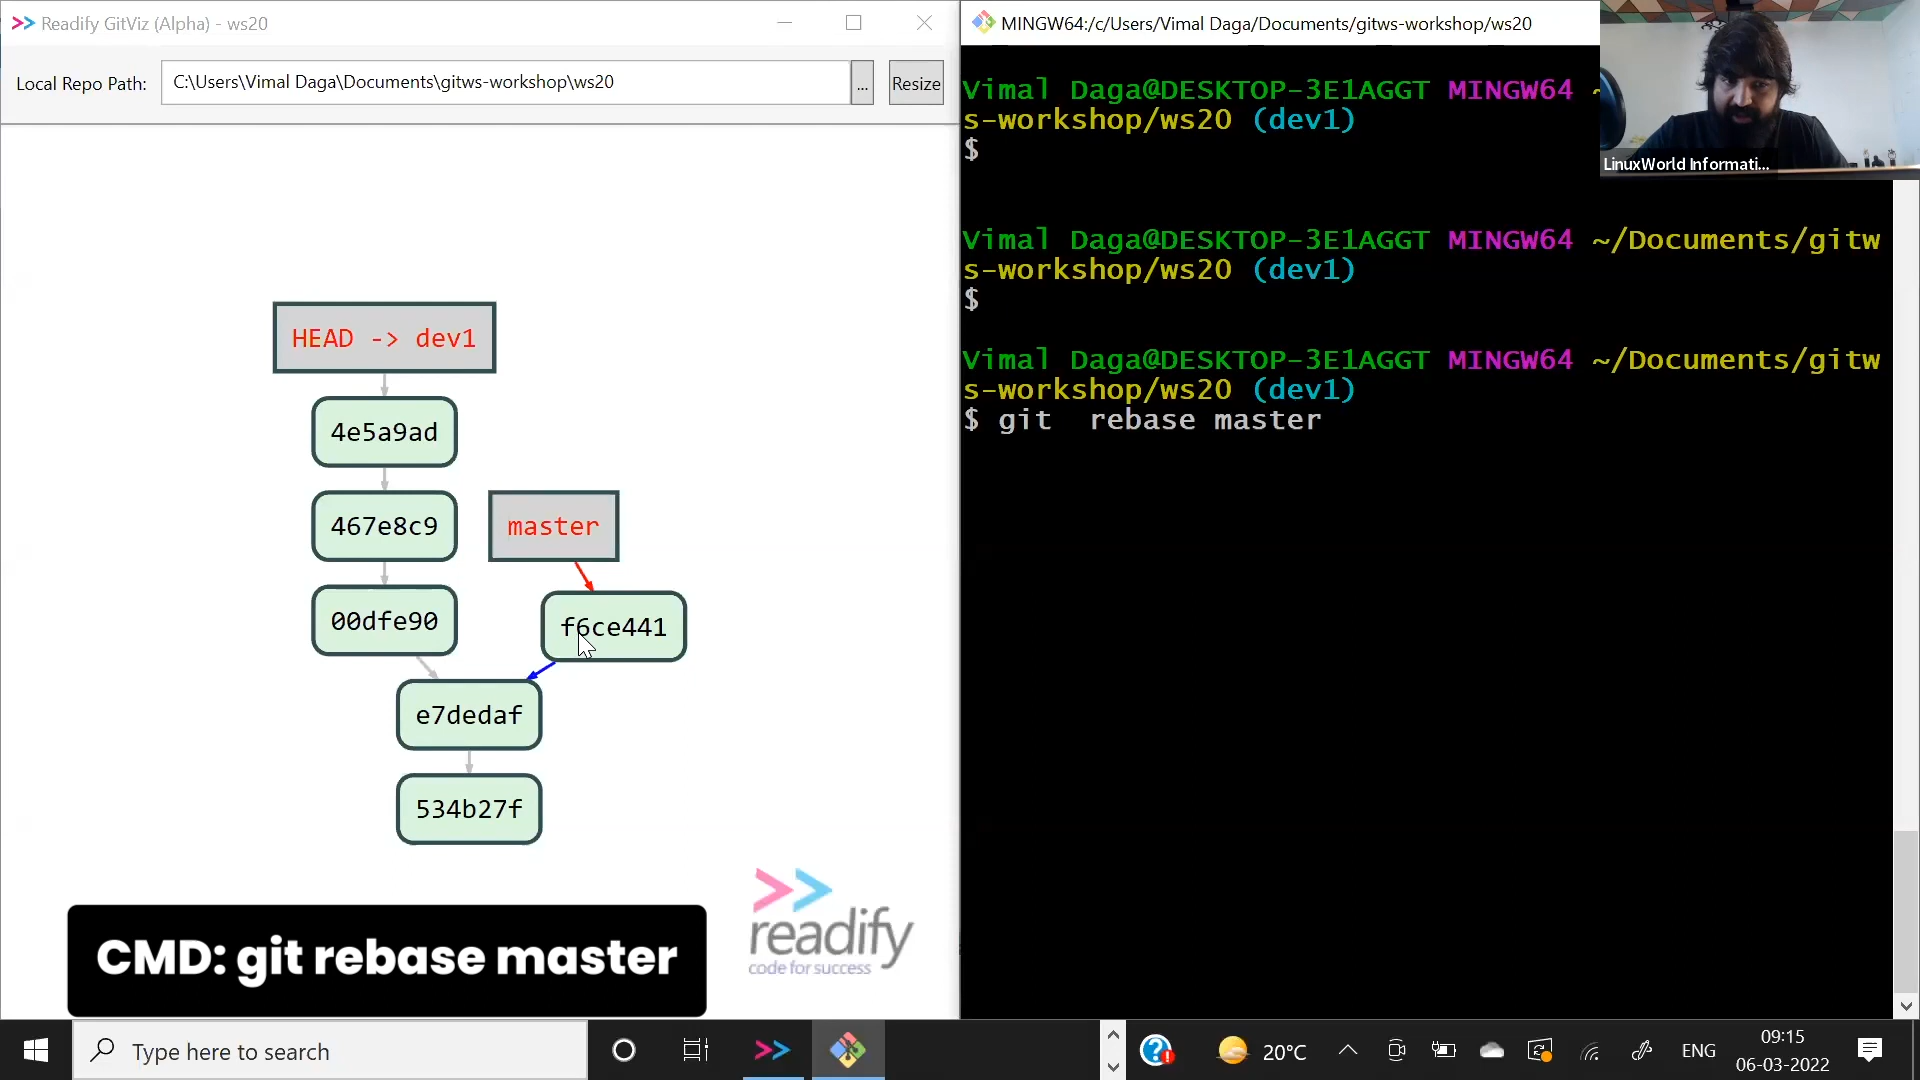 Readify GitViz (Alpha) - ws20
Local Repo Path:
C:\Users\Vimal Daga\Documents\gitws-workshop\ws20
...
Resize
HEAD -> dev1
4e5a9ad
467e8c9
master
00dfe90
f6ce441
e7dedaf
534b27f
CMD: git rebase master
readify
code for success
MINGW64:/c/Users/Vimal Daga/Documents/gitws-workshop/ws20
Vimal Daga@DESKTOP-3E1AGGT MINGW64 ~
s-workshop/ws20 (dev1)
$
LinuxWorld Informati...
Vimal Daga@DESKTOP-3E1AGGT MINGW64 ~/Documents/gitw
s-workshop/ws20 (dev1)
$
Vimal Daga@DESKTOP-3E1AGGT MINGW64 ~/Documents/gitw
s-workshop/ws20 (dev1)
$ git  rebase master
Type here to search
20°C
ENG
09:15
06-03-2022